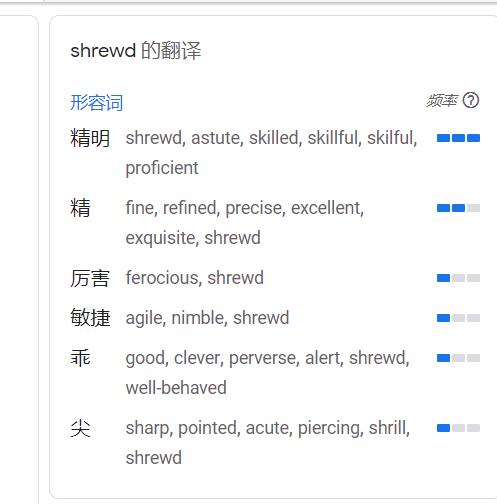 shrewd 的翻译
形容词 频率
精明 shrewd, astute, skilled, skillful, skilful,
proficient
精 fine, refined, precise, excellent,
exquisite, shrewd
厉害 ferocious, shrewd
敏捷 agile, nimble, shrewd
乖 good, clever, perverse, alert, shrewd,
well-behaved
尖 sharp, pointed, acute, piercing, shrill,
shrewd